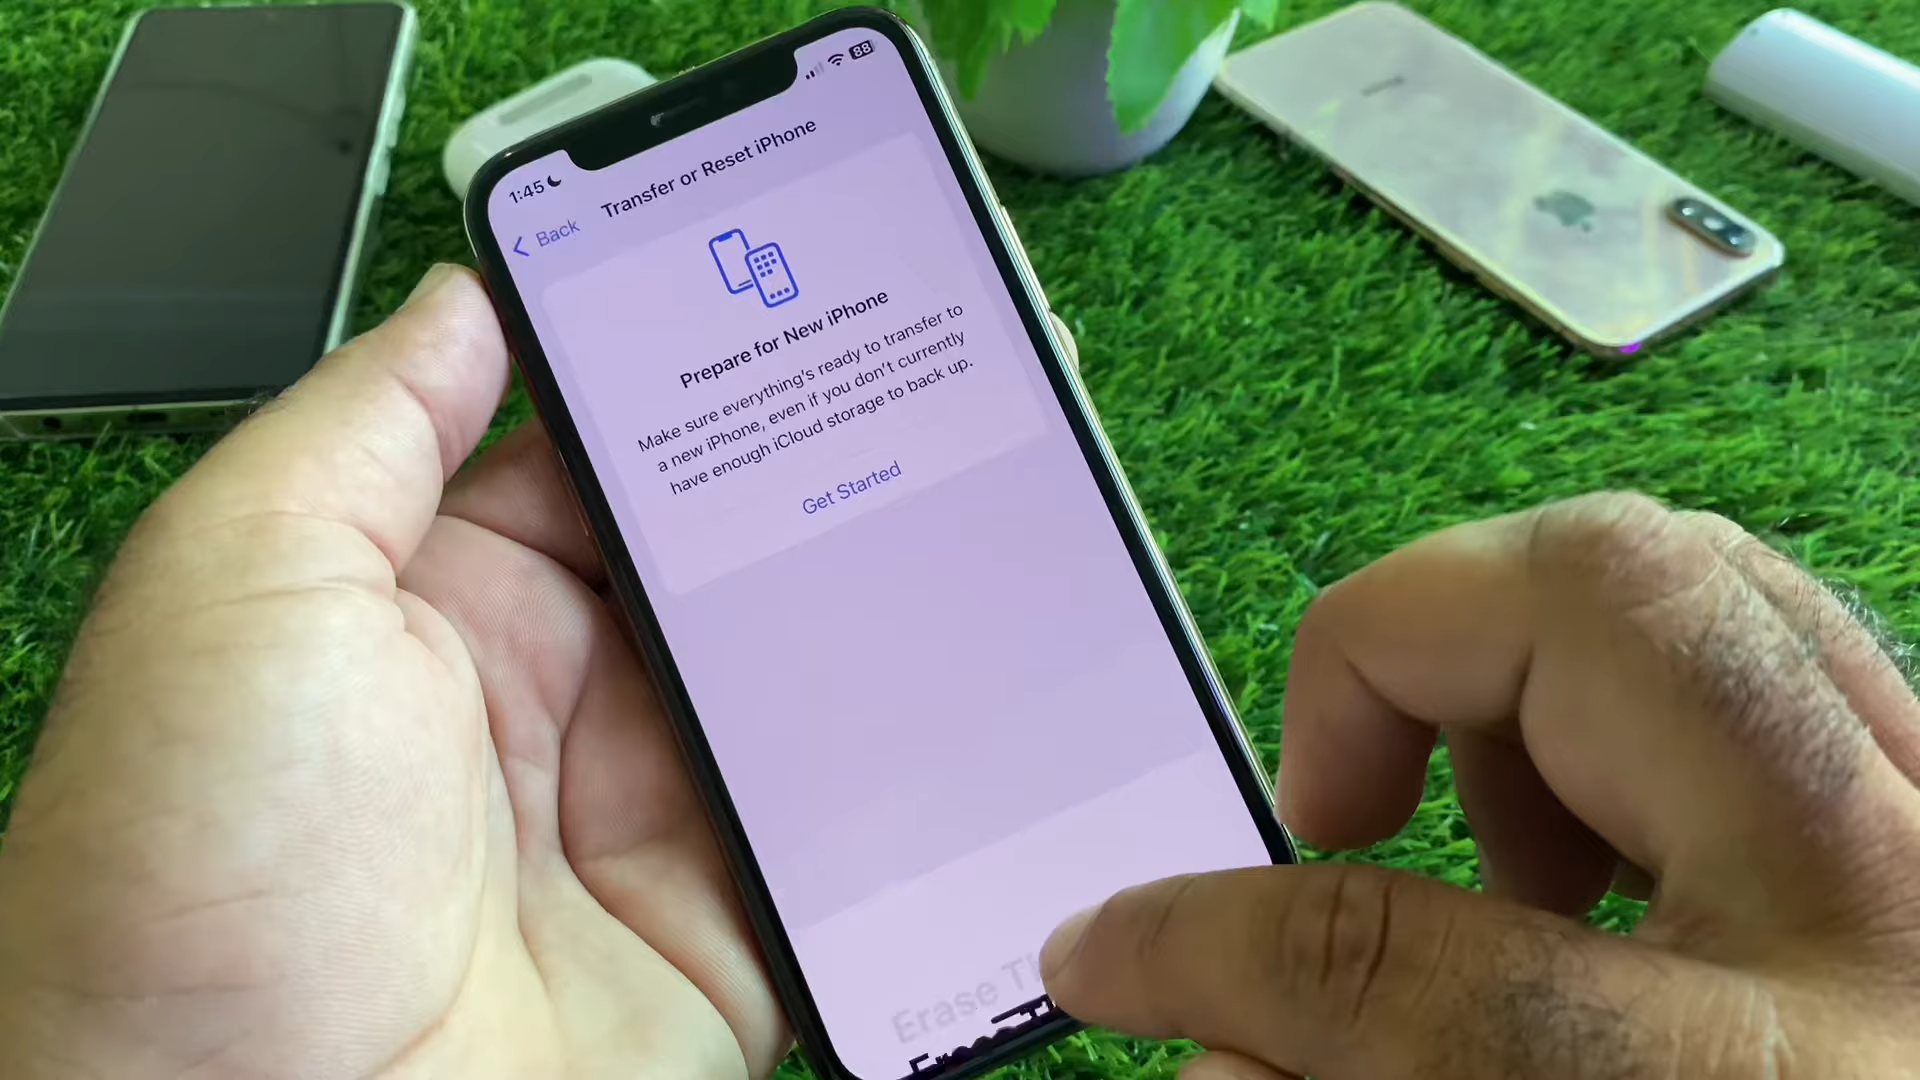 1:45
88
Back
Transfer or Reset iPhone
Prepare for New iPhone
Make sure everything's ready to transfer to
a new iPhone, even if you don't currently
have enough iCloud storage to back up.
Get Started
Erase